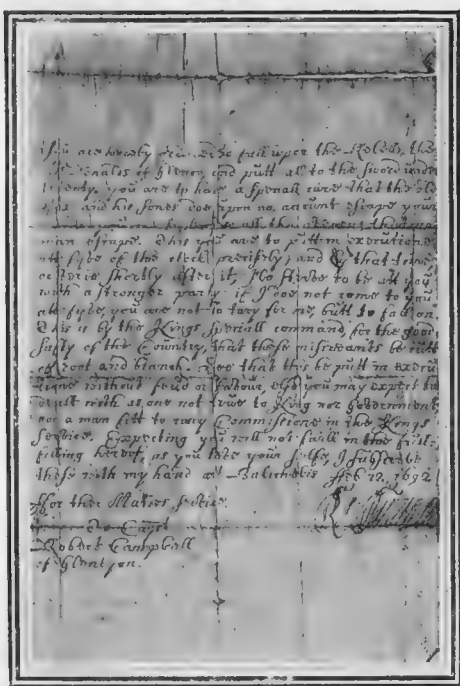 You are hereby ordered to fall upon the Rebells, the
McDonalds of Glenco, and putt all to the sword under
seventy. you are to have a speciall care that the old
fox and his sones doe upon no account escape your
hands, you are to secure all the avenues that no
man escape. This you are to putt in executione
att fyve of the clock precisely; and by that time
or verie shortly after it, I'le strive to be att you
with a stronger party: if I doe not come to you
att fyve, you are not to tary for me, butt to fall on.
This is by the Kings speciall command, for the good
safty of the Country, that these miscreants be cutt
off root and branch. See that this be putt in execu
tione without feud or favour, else you may expect to
dealt with as one not true to King nor Government,
nor a man fitt to cary Commissione in the Kings
service. Expecting you will not faill in the full-
filling hereof, as you love your selfe, I subscribe
these with my hand att Balicholis Feb: 12, 1692
For ther Maties service
To Capt
Robert Campbell
of Glenlyon.